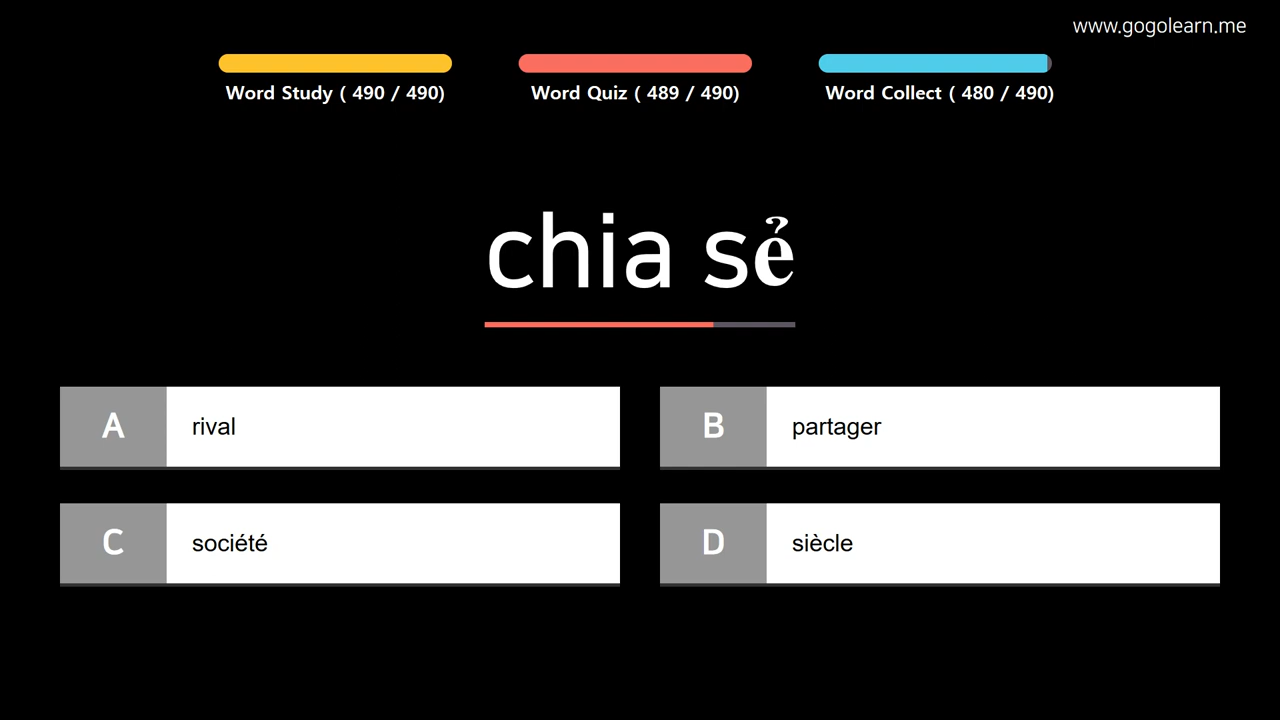 www.gogolearn.me
Word Study ( 490 / 490)
Word Quiz ( 489 / 490)
Word Collect ( 480 / 490)
chia sẻ
A rival
B partager
C société
D siècle